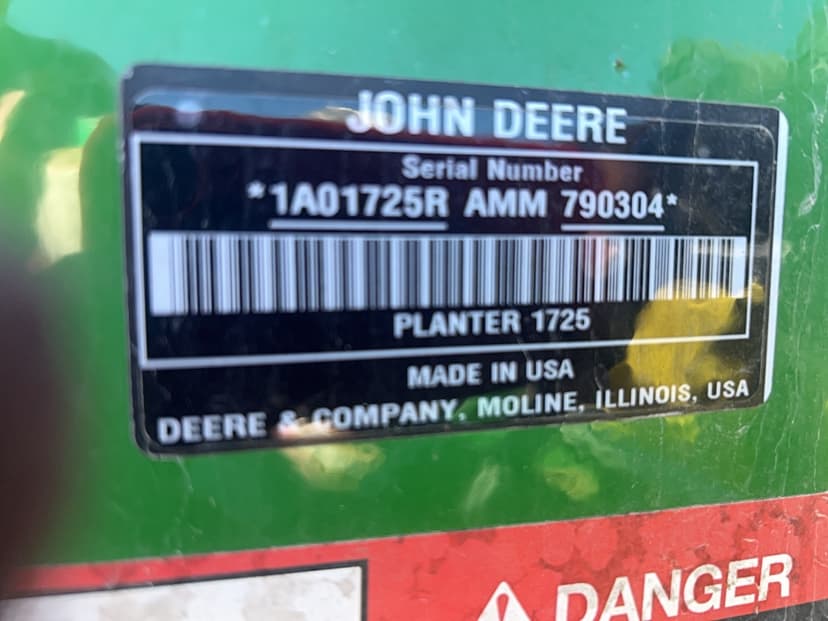 JOHN DEERE
Serial Number
*1A01725R AMM 790304*
PLANTER 1725
MADE IN USA
DEERE & COMPANY, MOLINE, ILLINOIS, USA
DANGER